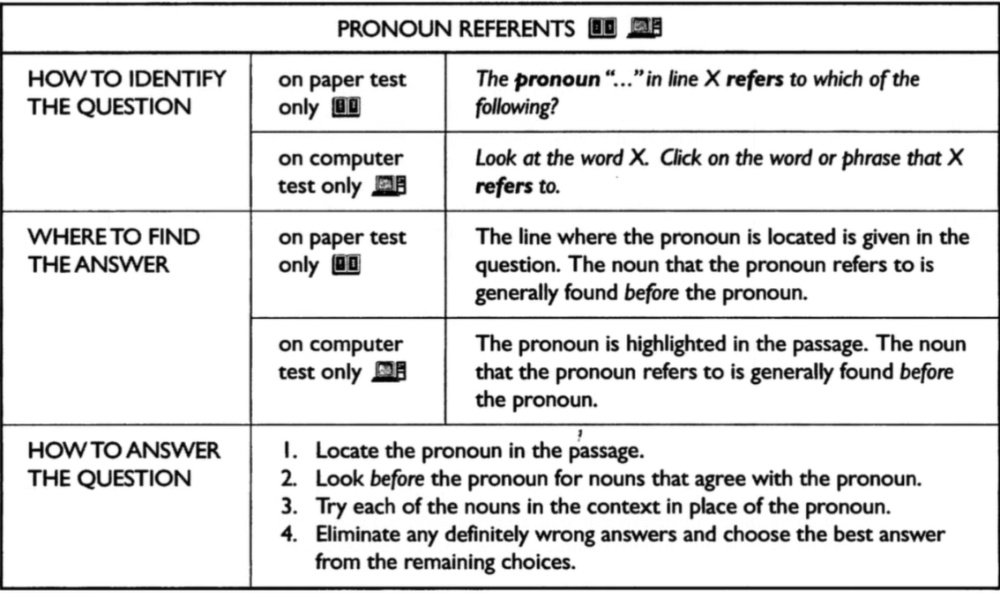 PRONOUN REFERENTS
HOW TO IDENTIFY
THE QUESTION
on paper test
only
The pronoun “...” in line X refers to which of the
following?
on computer
test only
Look at the word X. Click on the word or phrase that X
refers to.
WHERE TO FIND
THE ANSWER
on paper test
only
The line where the pronoun is located is given in the
question. The noun that the pronoun refers to is
generally found before the pronoun.
on computer
test only
The pronoun is highlighted in the passage. The noun
that the pronoun refers to is generally found before
the pronoun.
HOW TO ANSWER
THE QUESTION
1. Locate the pronoun in the passage.
2. Look before the pronoun for nouns that agree with the pronoun.
3. Try each of the nouns in the context in place of the pronoun.
4. Eliminate any definitely wrong answers and choose the best answer
from the remaining choices.